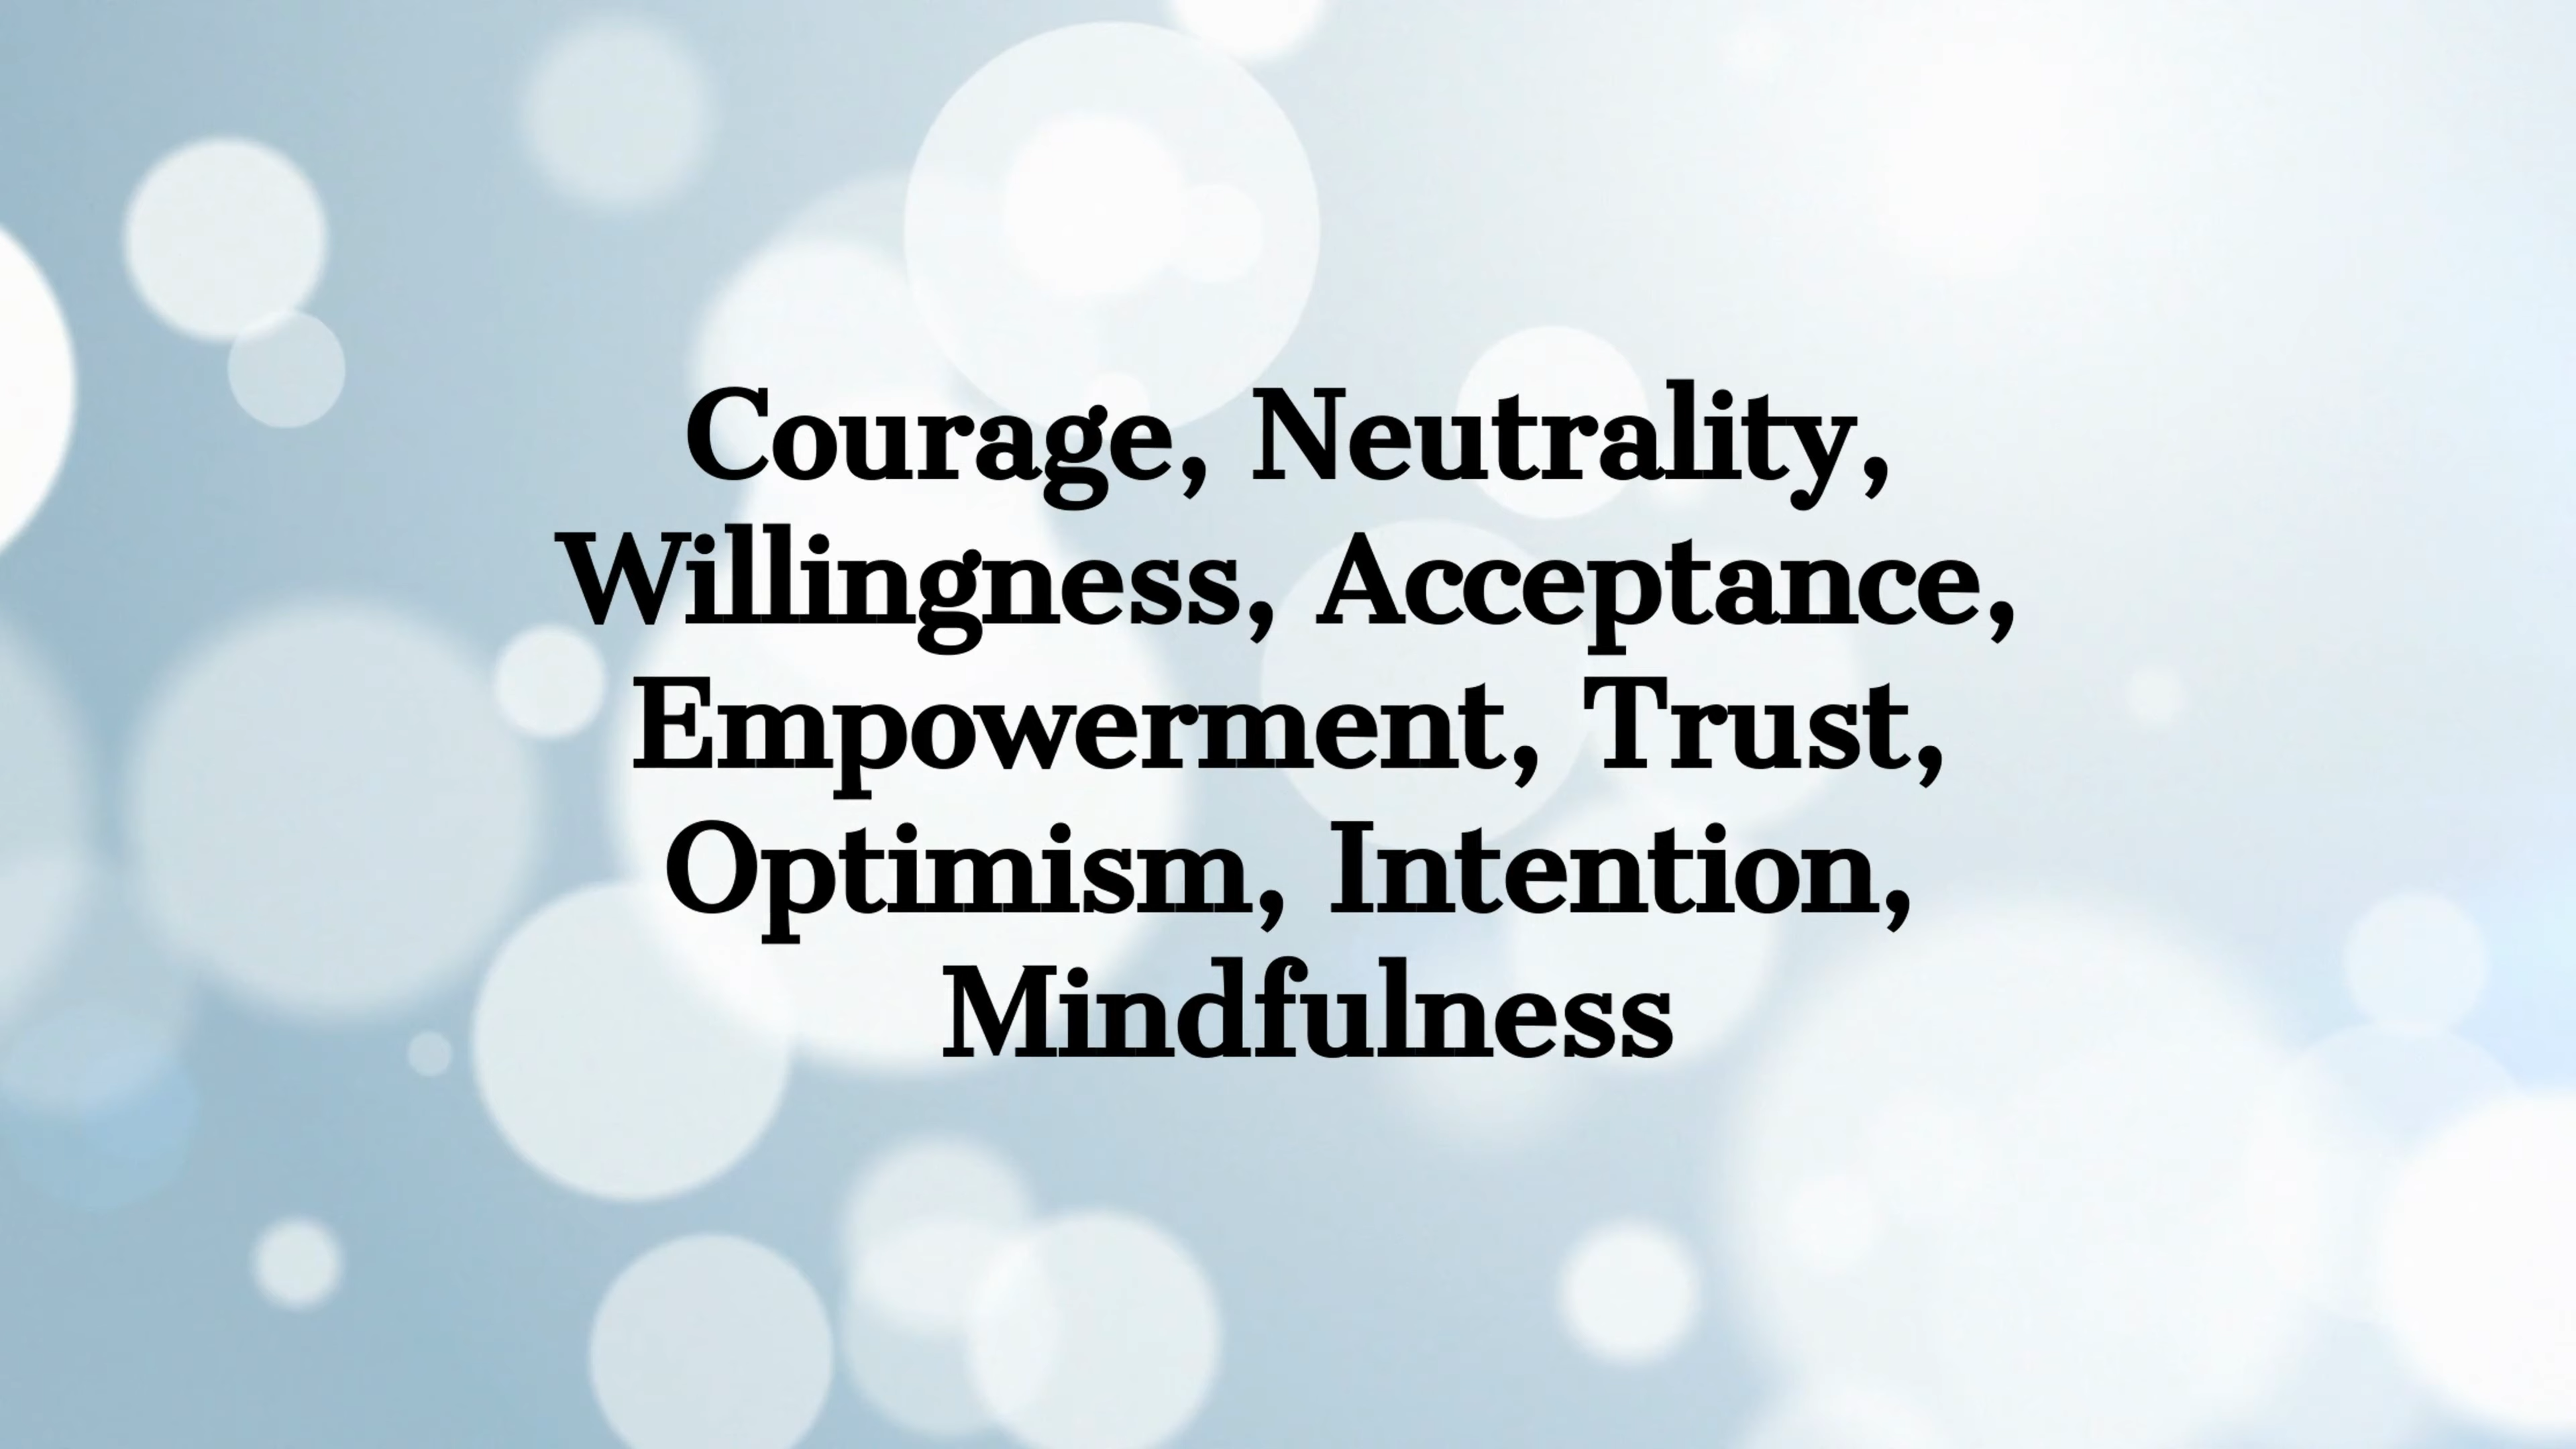 Courage, Neutrality,
Willingness, Acceptance,
Empowerment, Trust,
Optimism, Intention,
Mindfulness